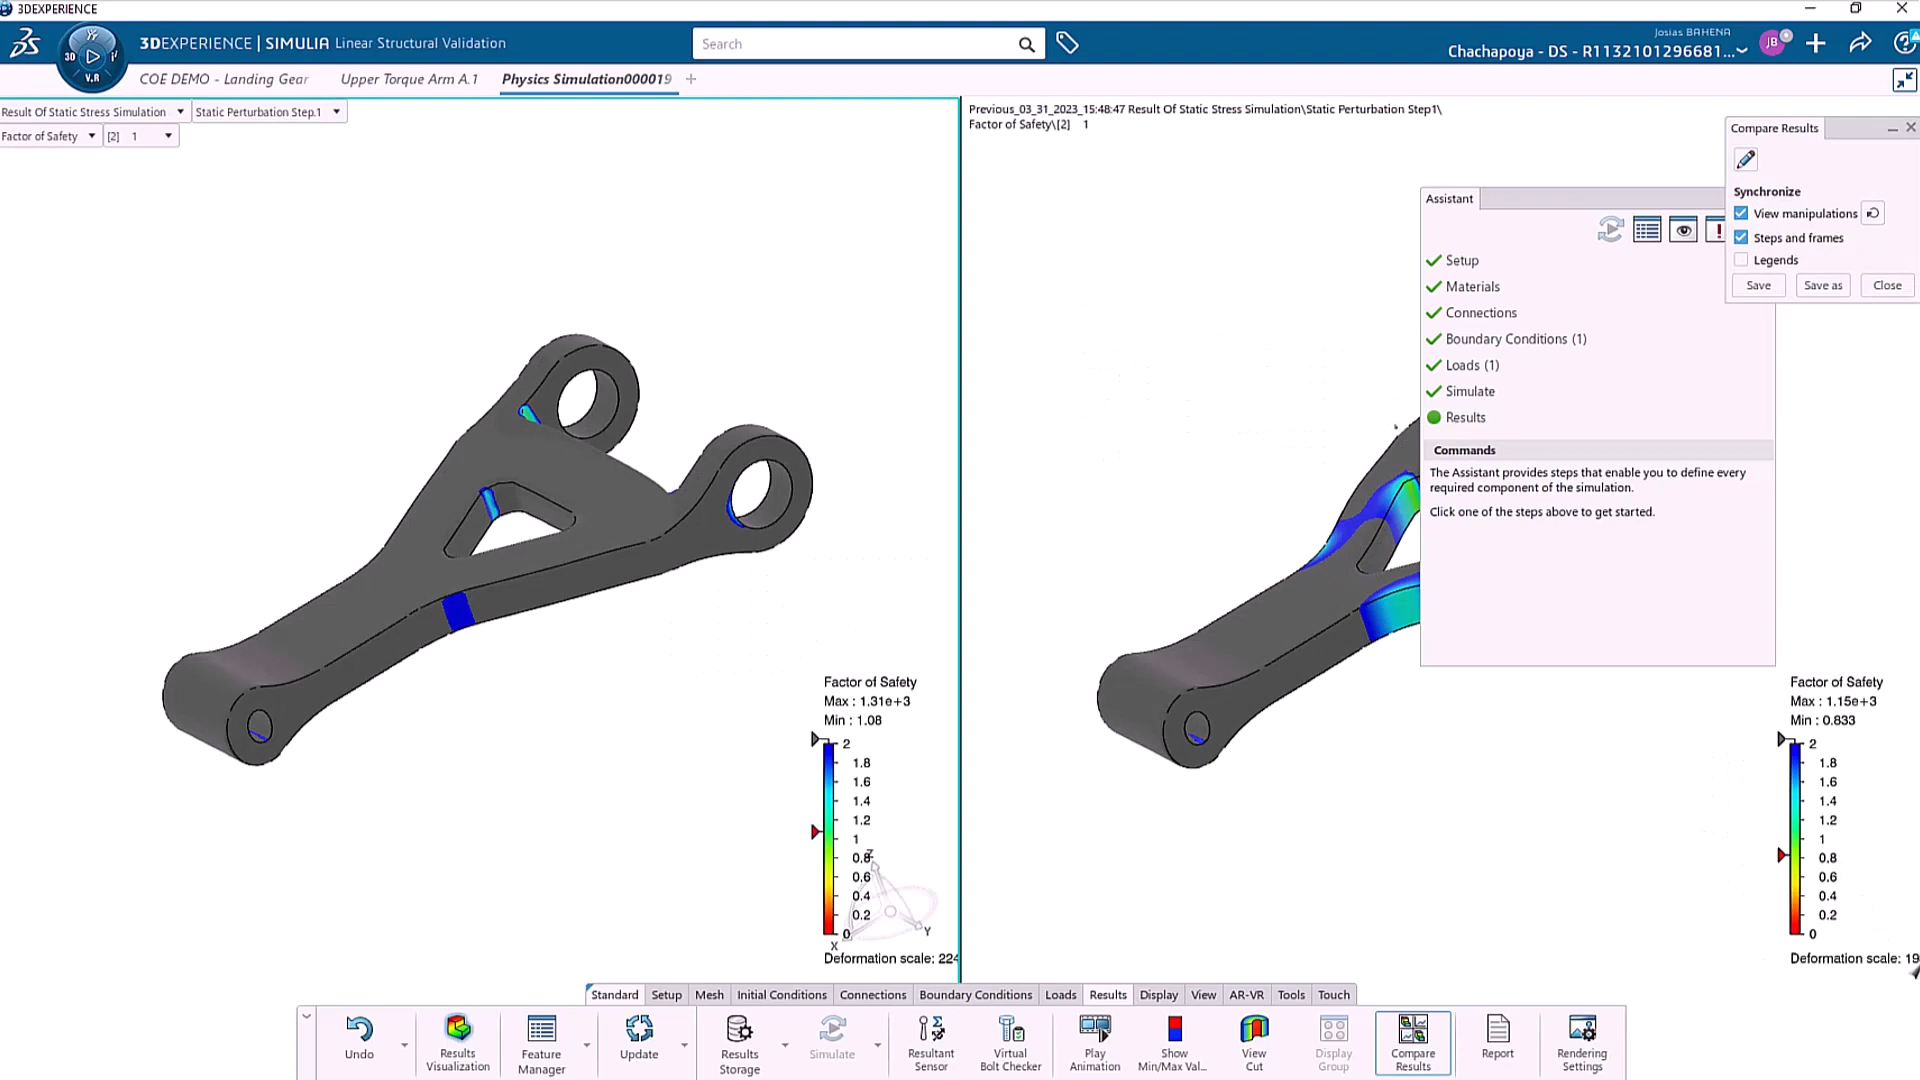 3DEXPERIENCE
3DEXPERIENCE | SIMULIA Linear Structural Validation
3D
V.R
Search
Josias BAHENA
Chachapoya - DS - R1132101296681...
JB
COE DEMO - Landing Gear
Upper Torque Arm A.1
Physics Simulation000019
Result Of Static Stress Simulation
Static Perturbation Step.1
Factor of Safety
[2] 1
Previous_03_31_2023_15:48:47 Result Of Static Stress Simulation\Static Perturbation Step1\
Factor of Safety\[2] 1
Compare Results
Synchronize
View manipulations
Steps and frames
Legends
Save
Save as
Close
Assistant
Setup
Materials
Connections
Boundary Conditions (1)
Loads (1)
Simulate
Results
Commands
The Assistant provides steps that enable you to define every
required component of the simulation.
Click one of the steps above to get started.
Factor of Safety
Max : 1.31e+3
Min : 1.08
2
1.8
1.6
1.4
1.2
1
0.8
0.6
0.4
0.2
0
Z
Y
X
Deformation scale: 224
Factor of Safety
Max : 1.15e+3
Min : 0.833
2
1.8
1.6
1.4
1.2
1
0.8
0.6
0.4
0.2
0
Deformation scale: 19
Standard
Setup
Mesh
Initial Conditions
Connections
Boundary Conditions
Loads
Results
Display
View
AR-VR
Tools
Touch
Undo
Results
Visualization
Feature
Manager
Update
Results
Storage
Simulate
Resultant
Sensor
Virtual
Bolt Checker
Play
Animation
Show
Min/Max Val...
View
Cut
Display
Group
Compare
Results
Report
Rendering
Settings